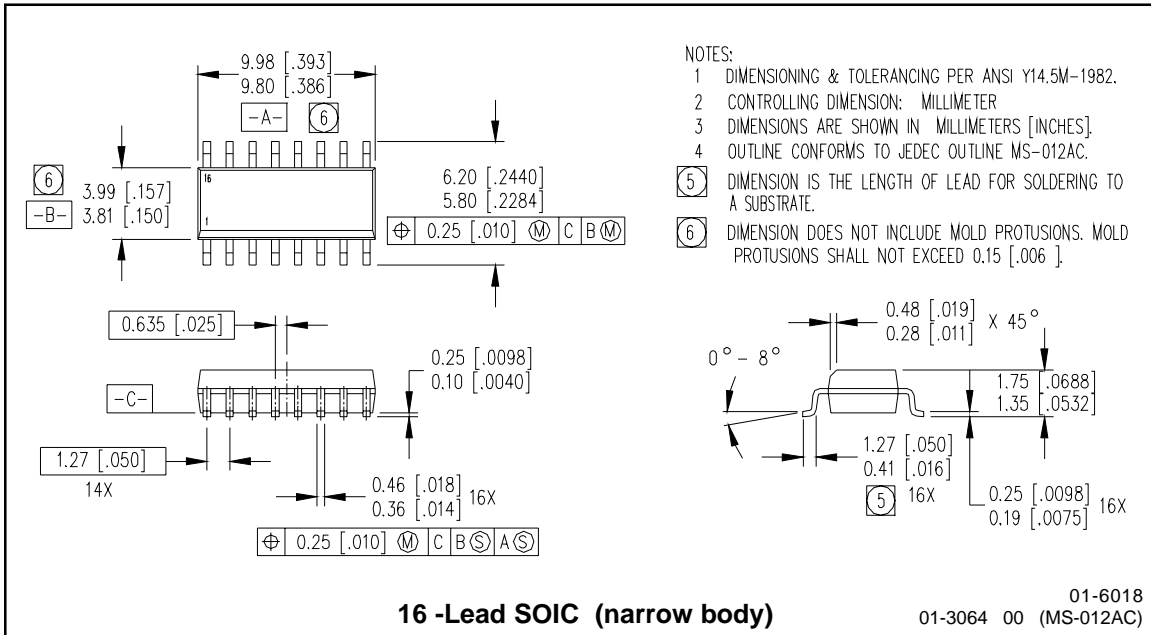 9.98 [.393]
9.80 [.386]
-A- 6
6
3.99 [.157]
-B- 3.81 [.150]
16
1
6.20 [.2440]
5.80 [.2284]
⌖ 0.25 [.010] Ⓜ C B Ⓜ
NOTES:
1 DIMENSIONING & TOLERANCING PER ANSI Y14.5M-1982.
2 CONTROLLING DIMENSION: MILLIMETER
3 DIMENSIONS ARE SHOWN IN MILLIMETERS [INCHES].
4 OUTLINE CONFORMS TO JEDEC OUTLINE MS-012AC.
5 DIMENSION IS THE LENGTH OF LEAD FOR SOLDERING TO
A SUBSTRATE.
6 DIMENSION DOES NOT INCLUDE MOLD PROTUSIONS. MOLD
PROTUSIONS SHALL NOT EXCEED 0.15 [.006 ].
0.635 [.025]
0.25 [.0098]
0.10 [.0040]
-C-
1.27 [.050]
14X
0.46 [.018]
0.36 [.014] 16X
⌖ 0.25 [.010] Ⓜ C B Ⓢ A Ⓢ
0.48 [.019]
0.28 [.011] X 45°
0° - 8°
1.75 [.0688]
1.35 [.0532]
1.27 [.050]
0.41 [.016]
5 16X
0.25 [.0098]
0.19 [.0075] 16X
16 -Lead SOIC (narrow body)
01-6018
01-3064 00 (MS-012AC)